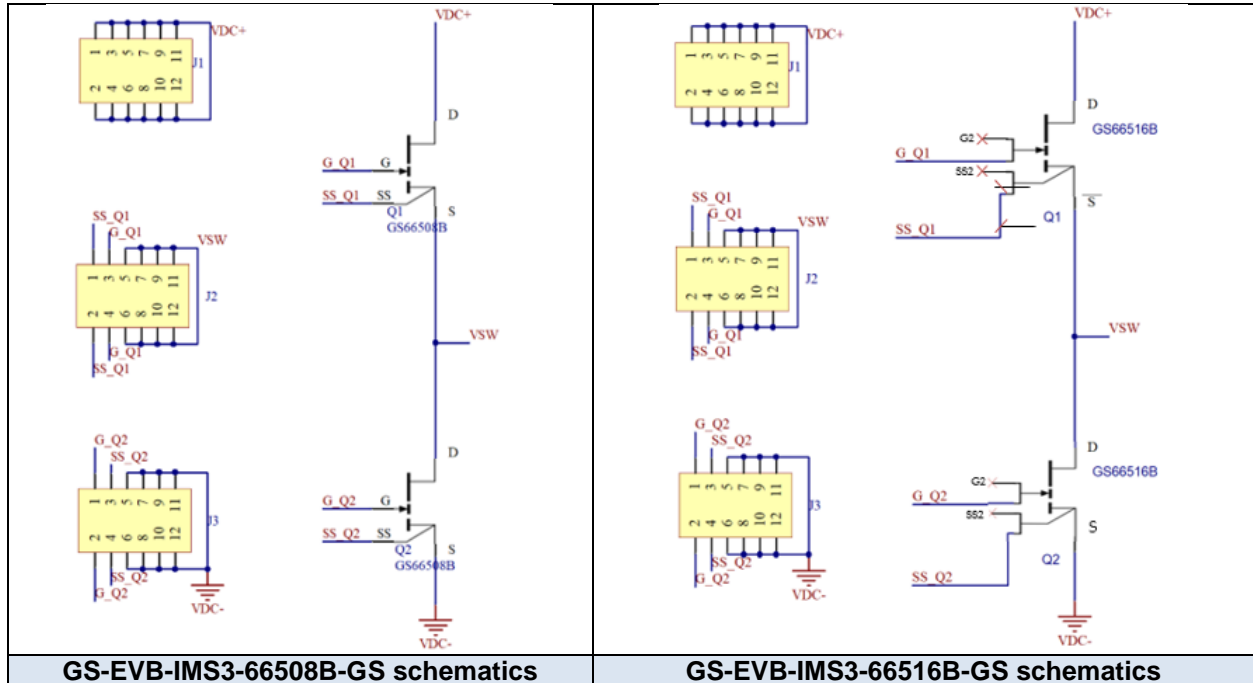 VDC+
VDC+
1 3 5 7 9 11
J1
2 4 6 8 10 12
D
G_Q1
G
SS_Q1
SS
Q1
S
GS66508B
SS_Q1
G_Q1
VSW
1 3 5 7 9 11
J2
2 4 6 8 10 12
G_Q1
SS_Q1
VSW
G_Q2
SS_Q2
D
1 3 5 7 9 11
J3
2 4 6 8 10 12
G_Q2
G
SS_Q2
SS
Q2
S
GS66508B
SS_Q2
G_Q2
VDC-
VDC-
GS-EVB-IMS3-66508B-GS schematics
VDC+
VDC+
1 3 5 7 9 11
J1
2 4 6 8 10 12
D
GS66516B
G2
G_Q1
SS2
S
Q1
SS_Q1
SS_Q1
G_Q1
VSW
1 3 5 7 9 11
J2
2 4 6 8 10 12
G_Q1
SS_Q1
VSW
G_Q2
SS_Q2
D
GS66516B
1 3 5 7 9 11
J3
2 4 6 8 10 12
G2
G_Q2
SS2
S
Q2
SS_Q2
SS_Q2
G_Q2
VDC-
VDC-
GS-EVB-IMS3-66516B-GS schematics